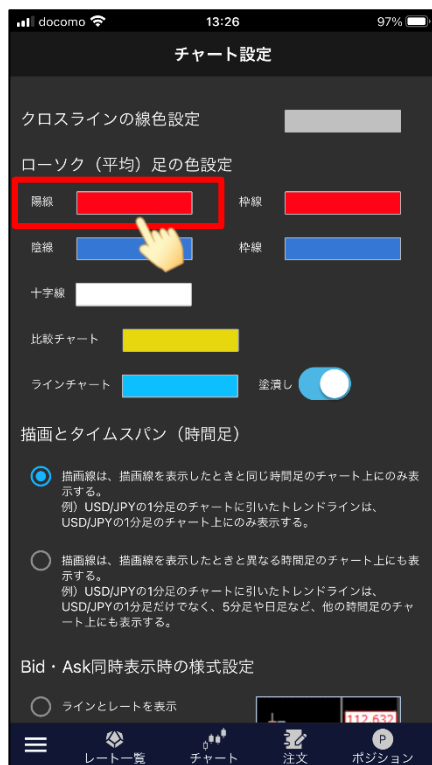 docomo 13:26 97%
チャート設定
クロスラインの線色設定
ローソク（平均）足の色設定
陽線 枠線
陰線 枠線
十字線
比較チャート
ラインチャート 塗潰し
描画とタイムスパン（時間足）
描画線は、描画線を表示したときと同じ時間足のチャート上にのみ表
示する。
例）USD/JPYの1分足のチャートに引いたトレンドラインは、
USD/JPYの1分足のチャート上にのみ表示する。
描画線は、描画線を表示したときと異なる時間足のチャート上にも表
示する。
例）USD/JPYの1分足のチャートに引いたトレンドラインは、
USD/JPYの1分足だけでなく、5分足や日足など、他の時間足のチャ
ート上にも表示する。
Bid・Ask同時表示時の様式設定
ラインとレートを表示
112.632
P
レート一覧 チャート 注文 ポジション